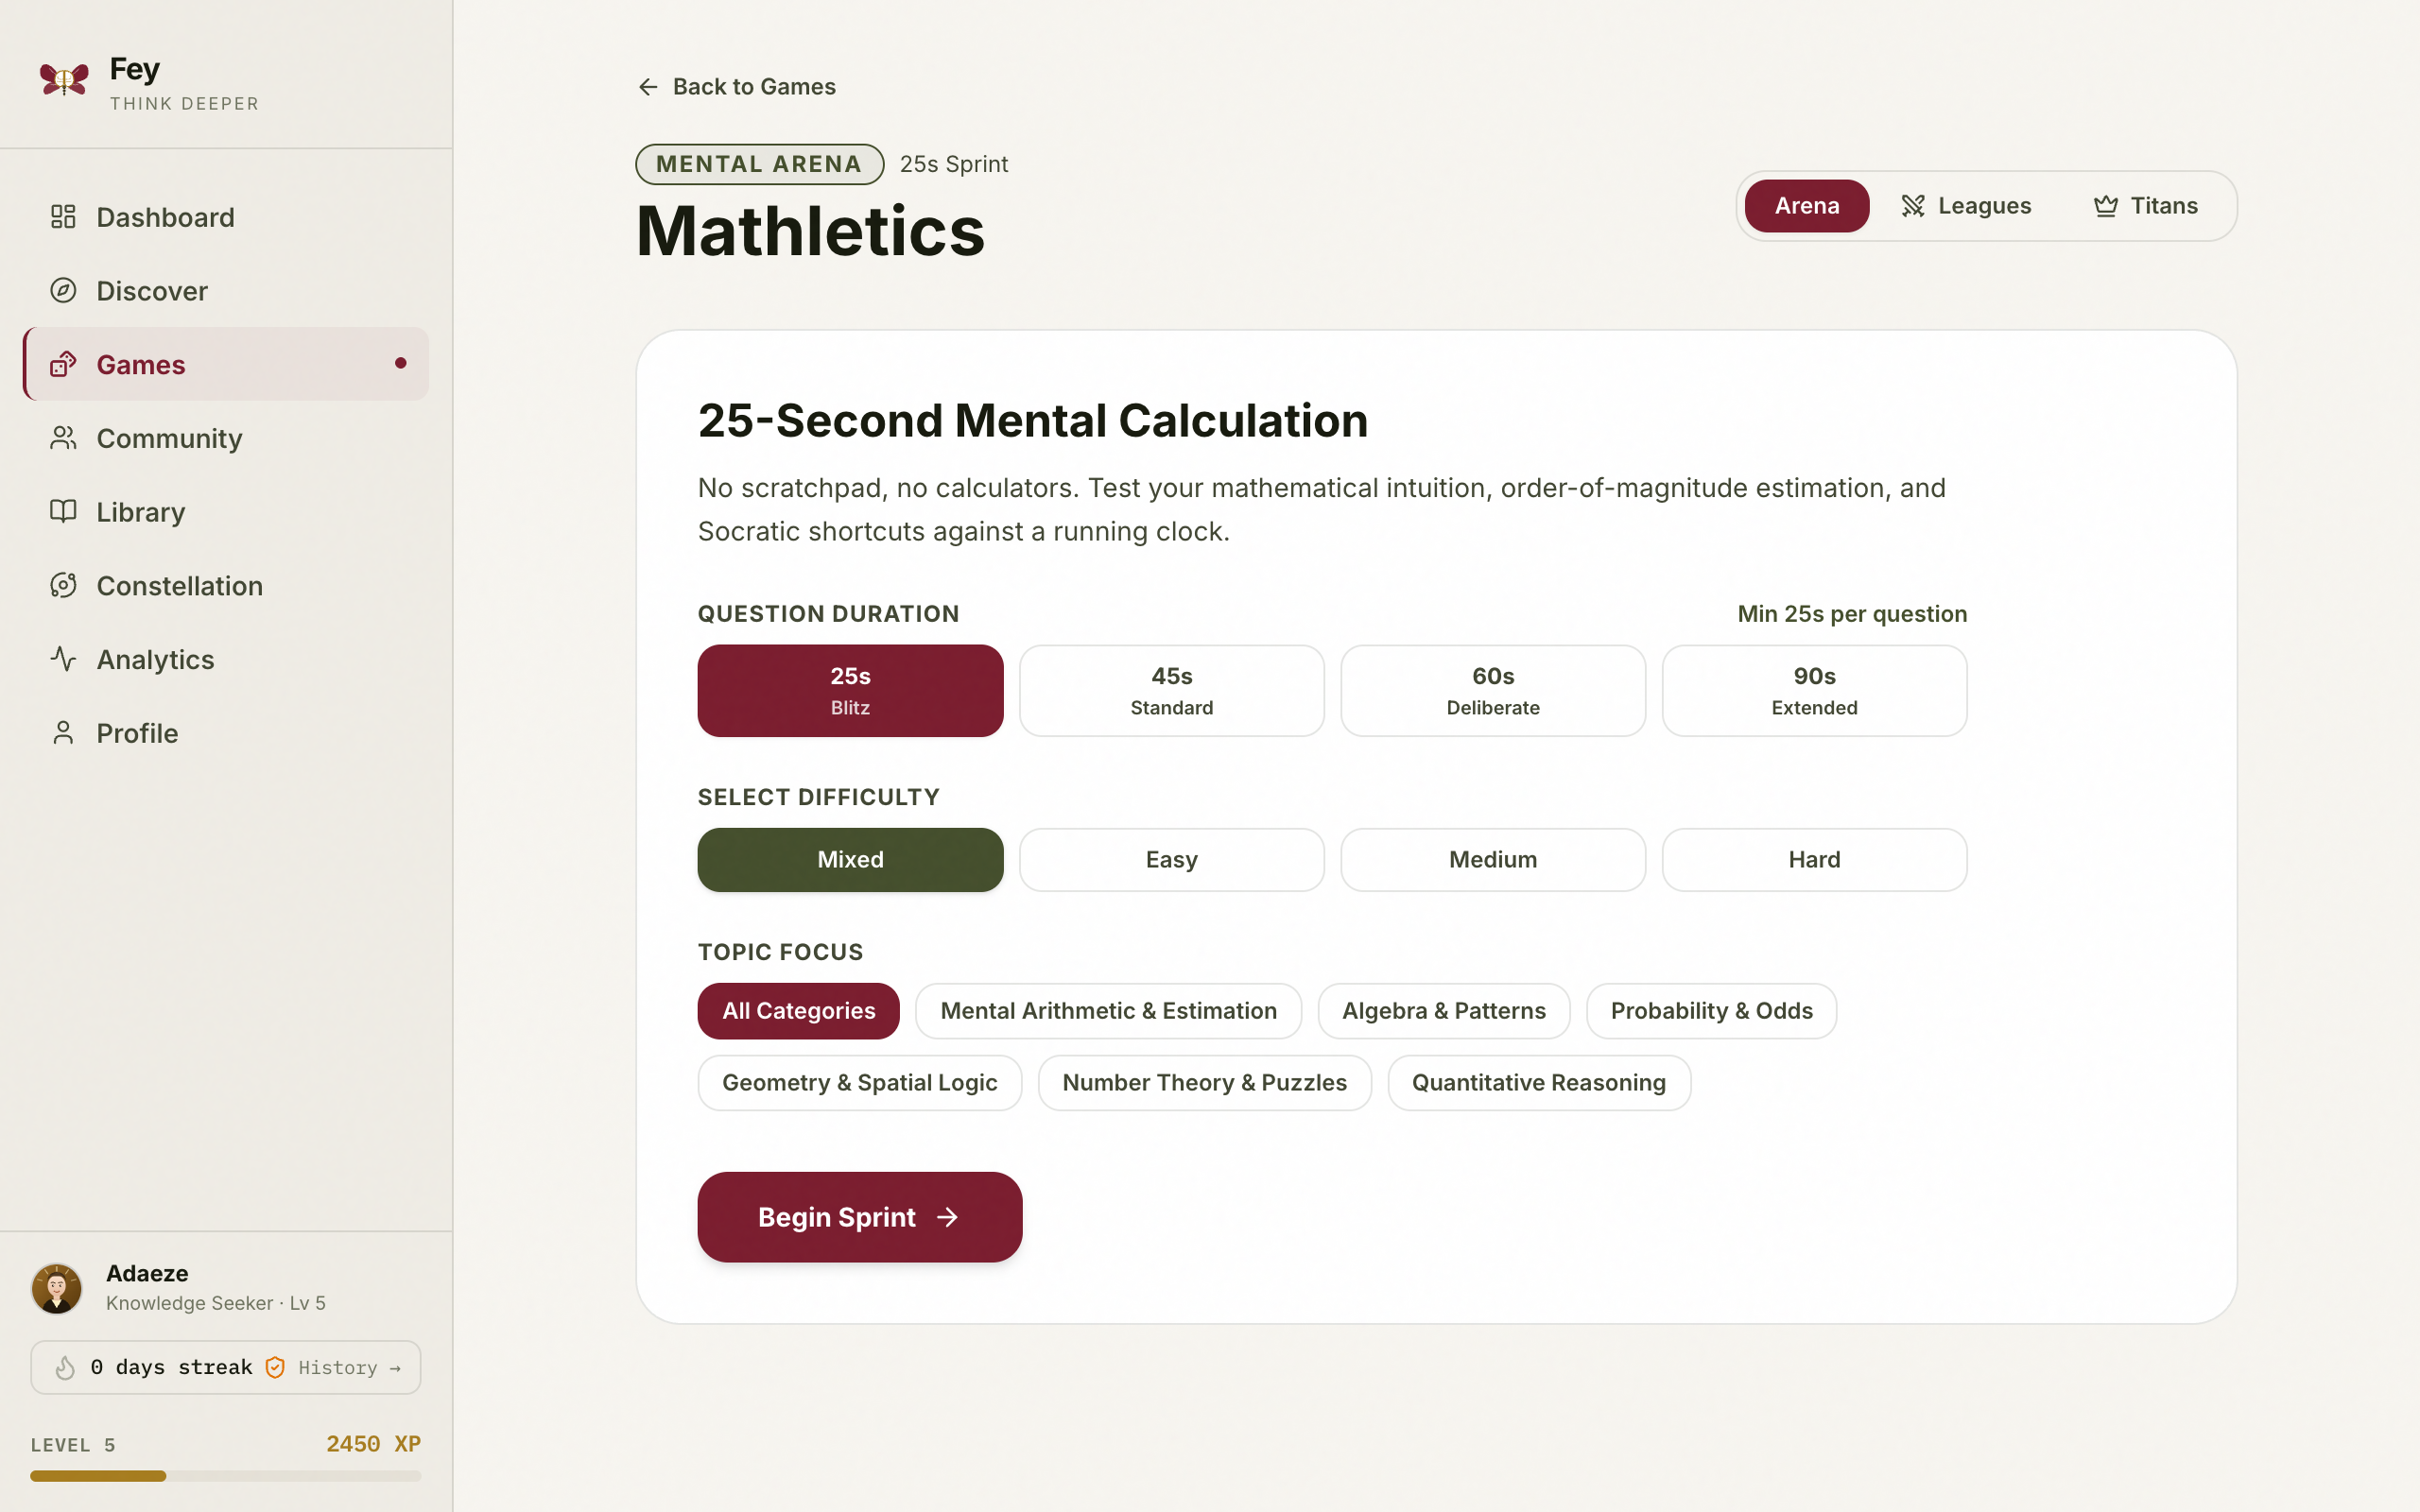 Fey
THINK DEEPER
Dashboard
Discover
Games
Community
Library
Constellation
Analytics
Profile
Adaeze
Knowledge Seeker · Lv 5
0 days streak History →
LEVEL 5 2450 XP
← Back to Games
MENTAL ARENA 25s Sprint
Mathletics
Arena Leagues Titans
25-Second Mental Calculation
No scratchpad, no calculators. Test your mathematical intuition, order-of-magnitude estimation, and
Socratic shortcuts against a running clock.
QUESTION DURATION Min 25s per question
25s 45s 60s 90s
Blitz Standard Deliberate Extended
SELECT DIFFICULTY
Mixed Easy Medium Hard
TOPIC FOCUS
All Categories Mental Arithmetic & Estimation Algebra & Patterns Probability & Odds
Geometry & Spatial Logic Number Theory & Puzzles Quantitative Reasoning
Begin Sprint →